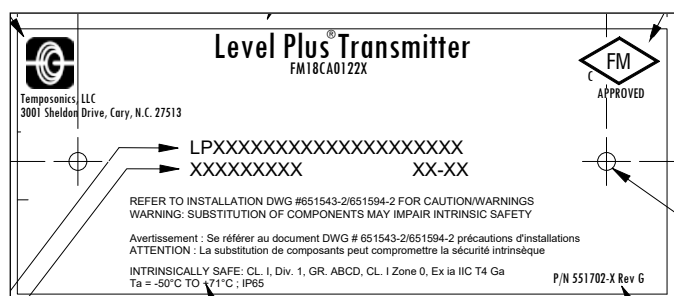 Level Plus® Transmitter
FM18CA0122X
FM
C
APPROVED
Temposonics, LLC
3001 Sheldon Drive, Cary, N.C. 27513
LPXXXXXXXXXXXXXXXXXXXXXXXX
XXXXXXXXX XX-XX
REFER TO INSTALLATION DWG #651543-2/651594-2 FOR CAUTION/WARNINGS
WARNING: SUBSTITUTION OF COMPONENTS MAY IMPAIR INTRINSIC SAFETY
Avertissement : Se référer au document DWG # 651543-2/651594-2 précautions d'installations
ATTENTION : La substitution de composants peut compromettre la sécurité intrinsèque
INTRINSICALLY SAFE: CL. I, Div. 1, GR. ABCD, CL. I Zone 0, Ex ia IIC T4 Ga
Ta = -50°C TO +71°C ; IP65
P/N 551702-X Rev G